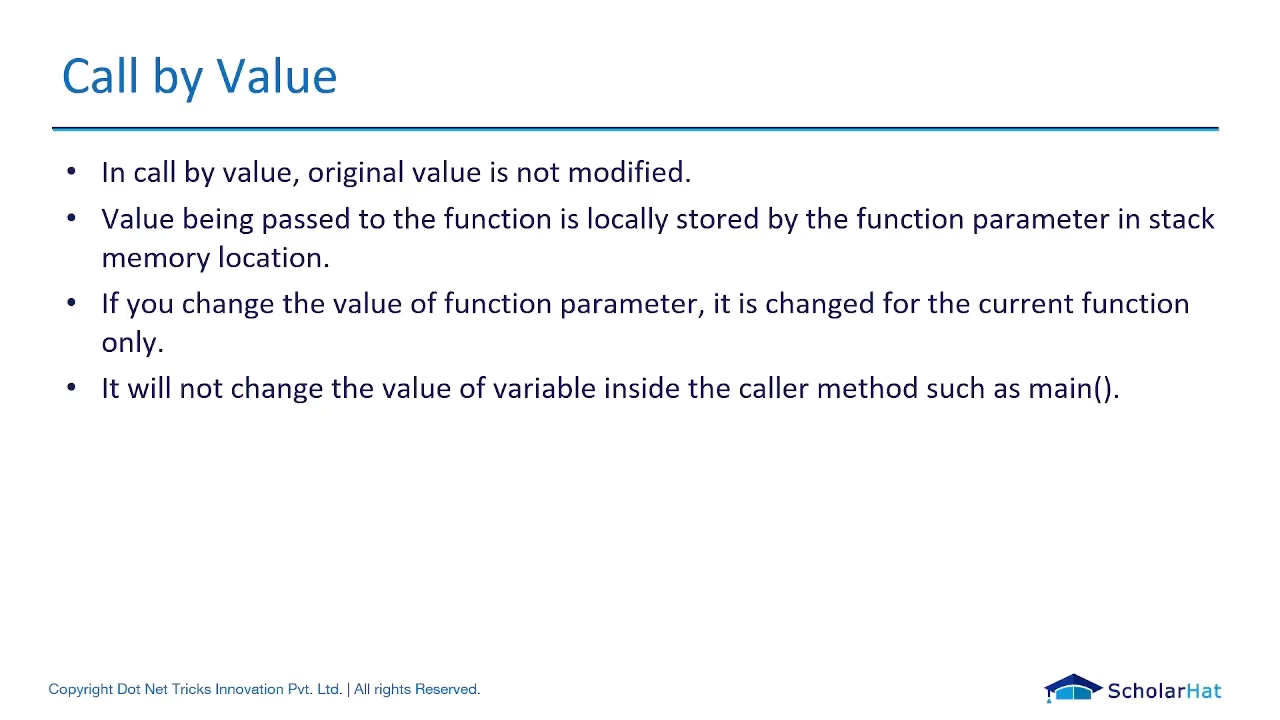 Call by Value
• In call by value, original value is not modified.
• Value being passed to the function is locally stored by the function parameter in stack
memory location.
• If you change the value of function parameter, it is changed for the current function
only.
• It will not change the value of variable inside the caller method such as main().
Copyright Dot Net Tricks Innovation Pvt. Ltd. | All rights Reserved.
ScholarHat